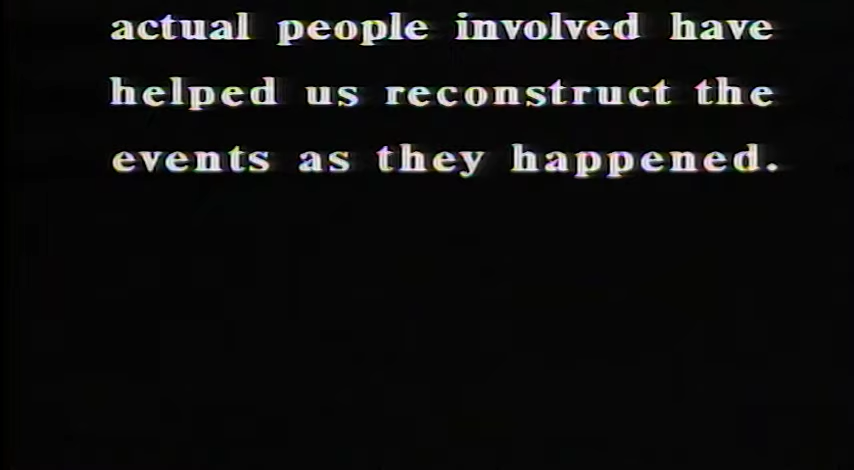 actual people involved have
helped us reconstruct the
events as they happened.